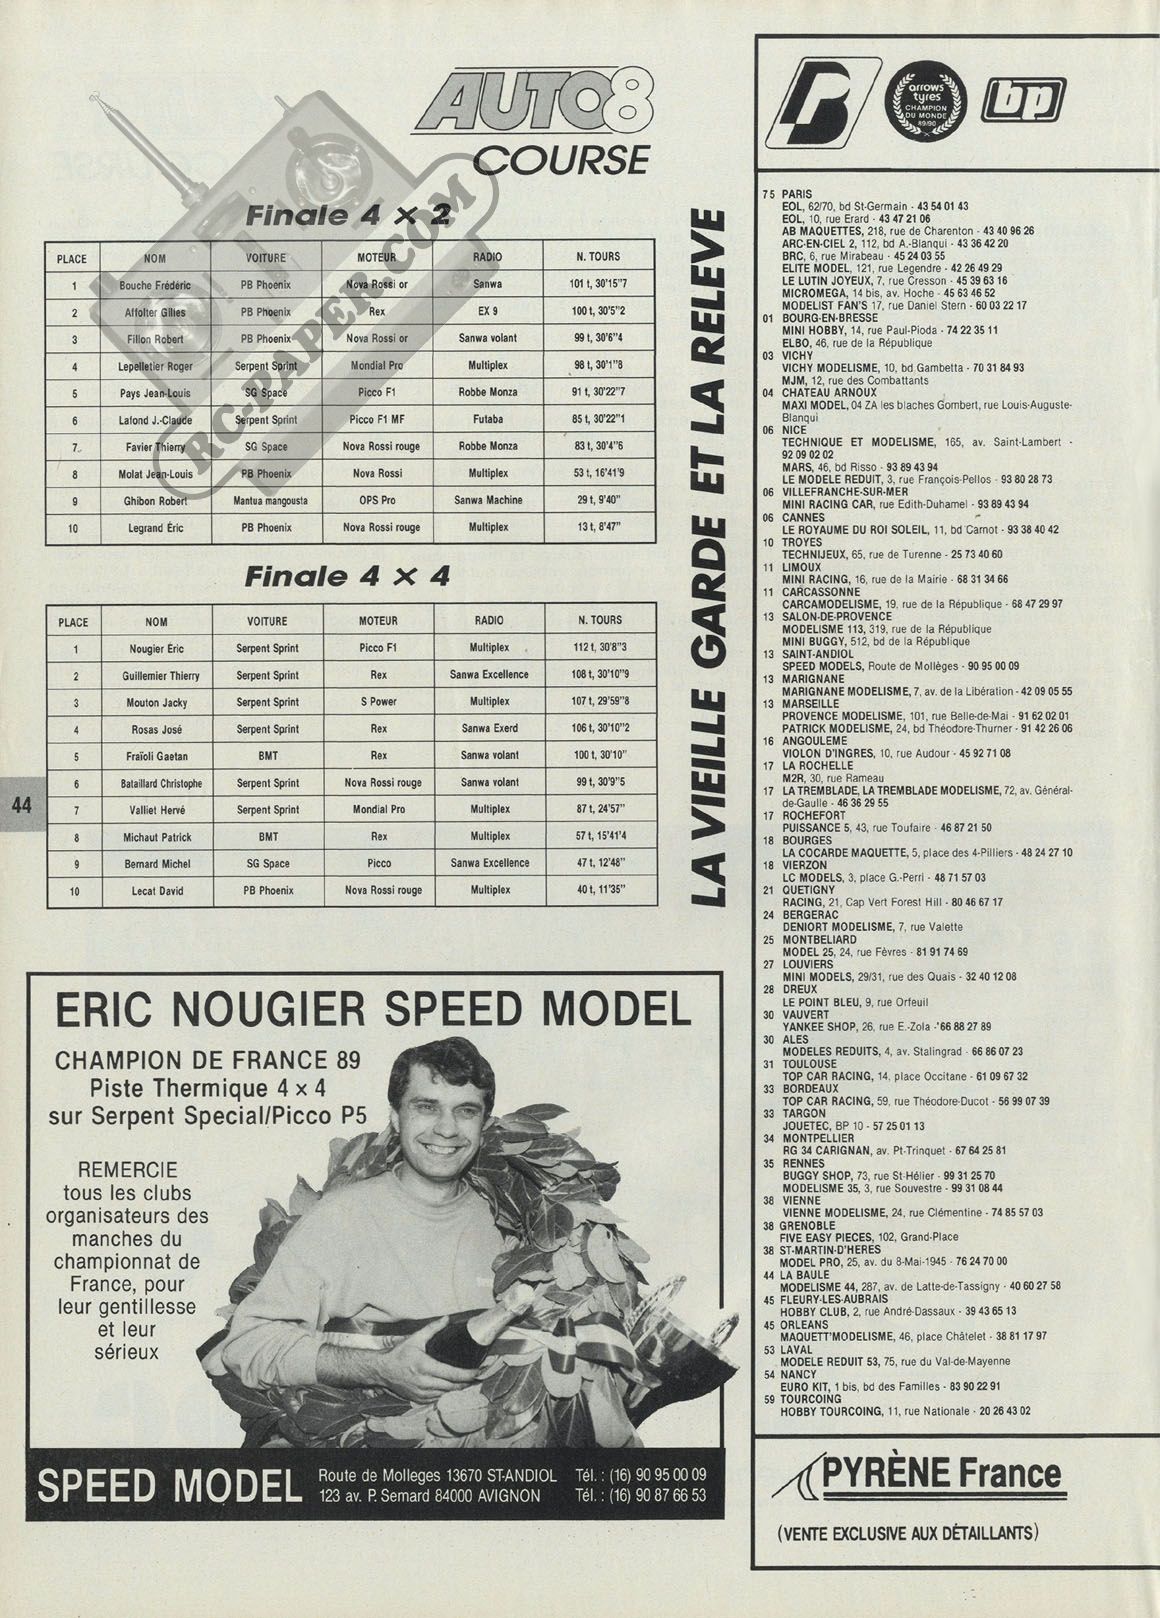 AUTO8
COURSE
RC-PAPER.COM
Finale 4 × 2
PLACE NOM VOITURE MOTEUR RADIO N. TOURS
1 Bouche Frédéric PB Phoenix Nova Rossi or Sanwa 101 t, 30'15"7
2 Affolter Gilles PB Phoenix Rex EX 9 100 t, 30'5"2
3 Fillon Robert PB Phoenix Nova Rossi or Sanwa volant 99 t, 30'6"4
4 Lepelletier Roger Serpent Sprint Mondial Pro Multiplex 98 t, 30'1"8
5 Pays Jean-Louis SG Space Picco F1 Robbe Monza 91 t, 30'22"7
6 Lafond J.-Claude Serpent Sprint Picco F1 MF Futaba 85 t, 30'22"1
7 Favier Thierry SG Space Nova Rossi rouge Robbe Monza 83 t, 30'4"6
8 Molat Jean-Louis PB Phoenix Nova Rossi Multiplex 53 t, 16'41'9
9 Ghibon Robert Mantua mangousta OPS Pro Sanwa Machine 29 t, 9'40"
10 Legrand Éric PB Phoenix Nova Rossi rouge Multiplex 13 t, 8'47"
Finale 4 × 4
PLACE NOM VOITURE MOTEUR RADIO N. TOURS
1 Nougier Éric Serpent Sprint Picco F1 Multiplex 112 t, 30'8"3
2 Guillemier Thierry Serpent Sprint Rex Sanwa Excellence 108 t, 30'10"9
3 Mouton Jacky Serpent Sprint S Power Multiplex 107 t, 29'59"8
4 Rosas José Serpent Sprint Rex Sanwa Exerd 106 t, 30'10"2
5 Fraïoli Gaetan BMT Rex Sanwa volant 100 t, 30'10"
6 Bataillard Christophe Serpent Sprint Nova Rossi rouge Sanwa volant 99 t, 30'9"5
7 Valliet Hervé Serpent Sprint Mondial Pro Multiplex 87 t, 24'57"
8 Michaut Patrick BMT Rex Multiplex 57 t, 15'41'4
9 Bernard Michel SG Space Picco Sanwa Excellence 47 t, 12'48"
10 Lecat David PB Phoenix Nova Rossi rouge Multiplex 40 t, 11'35"
44
LA VIEILLE GARDE ET LA RELEVE
ERIC NOUGIER SPEED MODEL
CHAMPION DE FRANCE 89
Piste Thermique 4 × 4
sur Serpent Special/Picco P5
REMERCIE
tous les clubs
organisateurs des
manches du
championnat de
France, pour
leur gentillesse
et leur
sérieux
SPEED MODEL
Route de Molleges 13670 ST-ANDIOL Tél. : (16) 90 95 00 09
123 av. P. Semard 84000 AVIGNON Tél. : (16) 90 87 66 53
arrows
tyres
CHAMPION
DU MONDE
89/90
bp
75 PARIS
EOL, 62/70, bd St-Germain - 43 54 01 43
EOL, 10, rue Erard - 43 47 21 06
AB MAQUETTES, 218, rue de Charenton - 43 40 96 26
ARC-EN-CIEL 2, 112, bd A.-Blanqui - 43 36 42 20
BRC, 6, rue Mirabeau - 45 24 03 55
ELITE MODEL, 121, rue Legendre - 42 26 49 29
LE LUTIN JOYEUX, 7, rue Cresson - 45 39 63 16
MICROMEGA, 14 bis, av. Hoche - 45 63 46 52
MODELIST FAN'S 17, rue Daniel Stern - 60 03 22 17
01 BOURG-EN-BRESSE
MINI HOBBY, 14, rue Paul-Pioda - 74 22 35 11
ELBO, 46, rue de la République
03 VICHY
VICHY MODELISME, 10, bd Gambetta - 70 31 84 93
MJM, 12, rue des Combattants
04 CHATEAU ARNOUX
MAXI MODEL, 04 ZA les blaches Gombert, rue Louis-Auguste-
Blanqui
06 NICE
TECHNIQUE ET MODELISME, 165, av. Saint-Lambert -
92 09 02 02
MARS, 46, bd Risso - 93 89 43 94
LE MODELE REDUIT, 3, rue François-Pellos - 93 80 28 73
06 VILLEFRANCHE-SUR-MER
MINI RACING CAR, rue Edith-Duhamel - 93 89 43 94
06 CANNES
LE ROYAUME DU ROI SOLEIL, 11, bd Carnot - 93 38 40 42
10 TROYES
TECHNIJEUX, 65, rue de Turenne - 25 73 40 60
11 LIMOUX
MINI RACING, 16, rue de la Mairie - 68 31 34 66
11 CARCASSONNE
CARCAMODELISME, 19, rue de la République - 68 47 29 97
13 SALON-DE-PROVENCE
MODELISME 113, 319, rue de la République
MINI BUGGY, 512, bd de la République
13 SAINT-ANDIOL
SPEED MODELS, Route de Mollèges - 90 95 00 09
13 MARIGNANE
MARIGNANE MODELISME, 7, av. de la Libération - 42 09 05 55
13 MARSEILLE
PROVENCE MODELISME, 101, rue Belle-de-Mai - 91 62 02 01
PATRICK MODELISME, 24, bd Théodore-Thurner - 91 42 26 06
16 ANGOULEME
VIOLON D'INGRES, 10, rue Audour - 45 92 71 08
17 LA ROCHELLE
M2R, 30, rue Rameau
17 LA TREMBLADE, LA TREMBLADE MODELISME, 72, av. Général-
de-Gaulle - 46 36 29 55
17 ROCHEFORT
PUISSANCE 5, 43, rue Toufaire - 46 87 21 50
18 BOURGES
LA COCARDE MAQUETTE, 5, place des 4-Pilliers - 48 24 27 10
18 VIERZON
LC MODELS, 3, place G.-Perri - 48 71 57 03
21 QUETIGNY
RACING, 21, Cap Vert Forest Hill - 80 46 67 17
24 BERGERAC
DENIORT MODELISME, 7, rue Valette
25 MONTBELIARD
MODEL 25, 24, rue Fèvres - 81 91 74 69
27 LOUVIERS
MINI MODELS, 29/31, rue des Quais - 32 40 12 08
28 DREUX
LE POINT BLEU, 9, rue Orfeuil
30 VAUVERT
YANKEE SHOP, 26, rue E.-Zola - 66 88 27 89
30 ALES
MODELES REDUITS, 4, av. Stalingrad - 66 86 07 23
31 TOULOUSE
TOP CAR RACING, 14, place Occitane - 61 09 67 32
33 BORDEAUX
TOP CAR RACING, 59, rue Théodore-Ducot - 56 99 07 39
33 TARGON
JOUETEC, BP 10 - 57 25 01 13
34 MONTPELLIER
RG 34 CARIGNAN, av. Pt-Trinquet - 67 64 25 81
35 RENNES
BUGGY SHOP, 73, rue St-Hélier - 99 31 25 70
MODELISME 35, 3, rue Souvestre - 99 31 08 44
38 VIENNE
VIENNE MODELISME, 24, rue Clémentine - 74 85 57 03
38 GRENOBLE
FIVE EASY PIECES, 102, Grand-Place
38 ST-MARTIN-D'HERES
MODEL PRO, 25, av. du 8-Mai-1945 - 76 24 70 00
44 LA BAULE
MODELISME 44, 287, av. de Latte-de-Tassigny - 40 60 27 58
45 FLEURY-LES-AUBRAIS
HOBBY CLUB, 2, rue André-Dassaux - 39 43 65 13
45 ORLEANS
MAQUETT'MODELISME, 46, place Châtelet - 38 81 17 97
53 LAVAL
MODELE REDUIT 53, 75, rue du Val-de-Mayenne
54 NANCY
EURO KIT, 1 bis, bd des Familles - 83 90 22 91
59 TOURCOING
HOBBY TOURCOING, 11, rue Nationale - 20 26 43 02
PYRÈNE France
(VENTE EXCLUSIVE AUX DÉTAILLANTS)